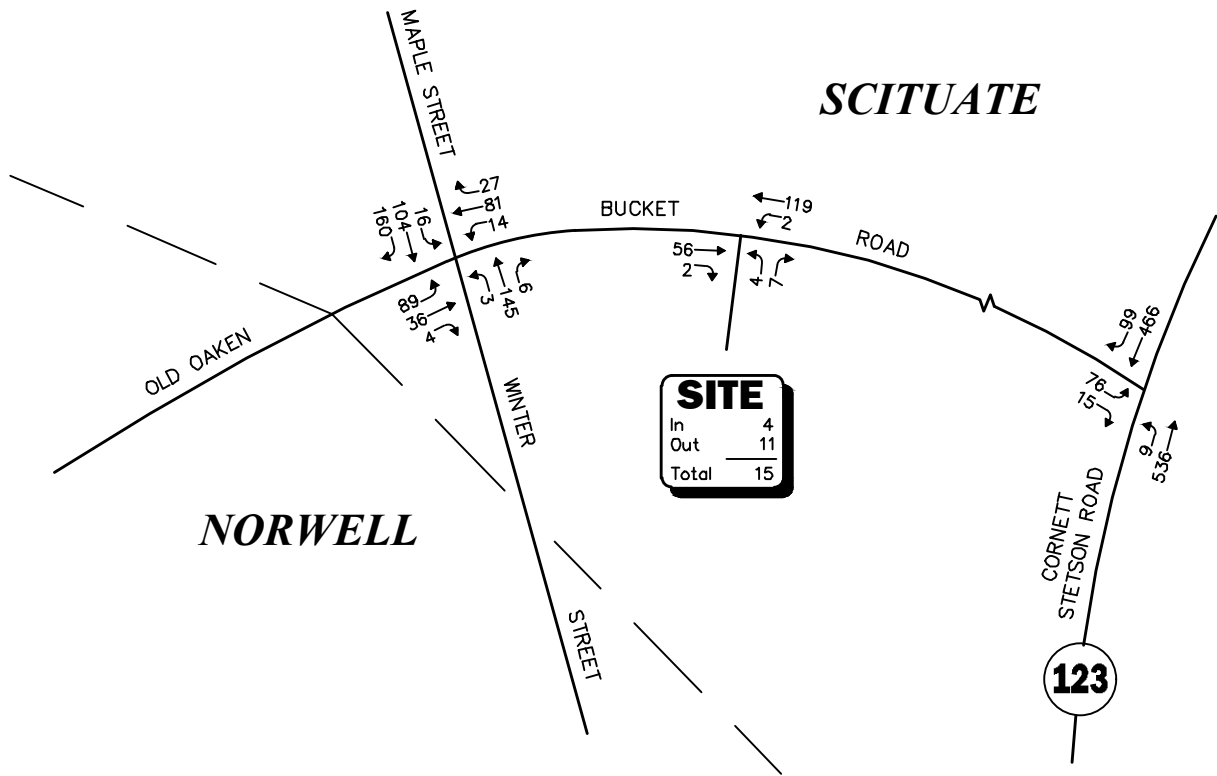 MAPLE STREET
SCITUATE
27
81
14
160
104
16
89
36
4
3
145
6
BUCKET
56
2
119
2
4
7
ROAD
99
466
76
15
9
536
OLD OAKEN
WINTER
STREET
SITE
In 4
Out 11
Total 15
NORWELL
CORNETT
STETSON ROAD
123